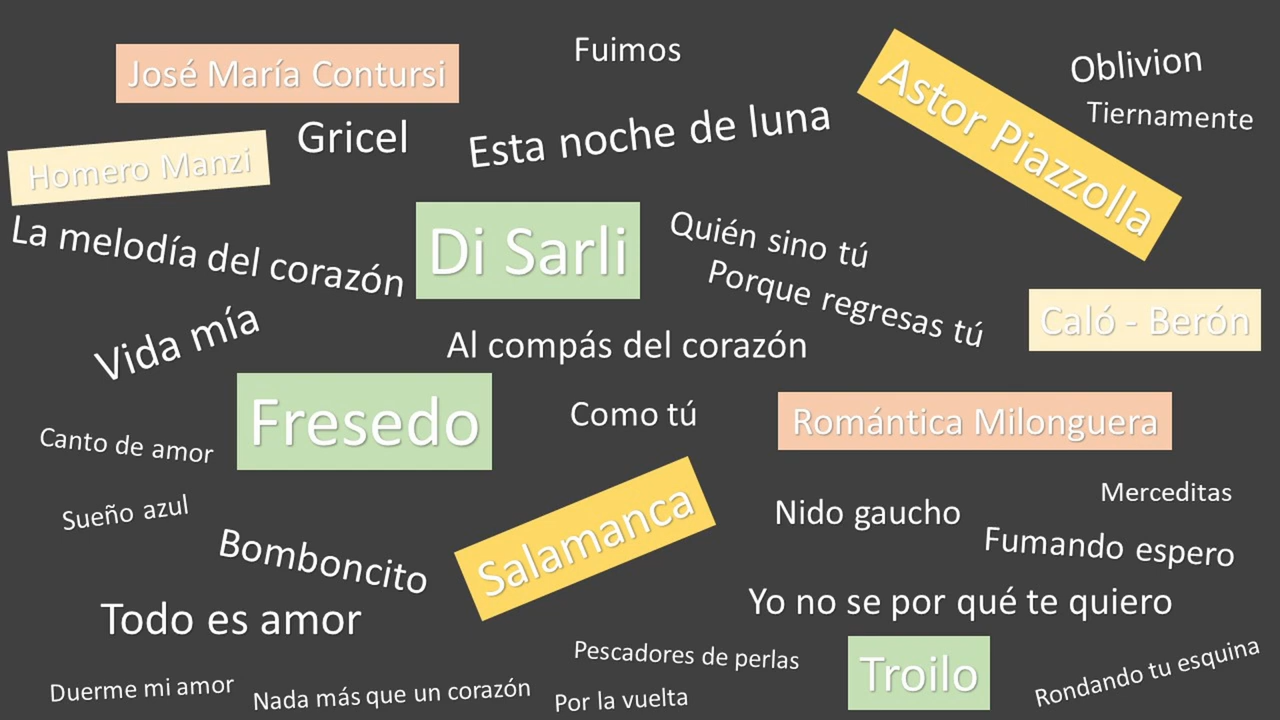 Fuimos
José María Contursi
Oblivion
Astor Piazzolla
Tiernamente
Gricel
Esta noche de luna
Homero Manzi
La melodía del corazón
Di Sarli
Quién sino tú
Porque regresas tú
Caló - Berón
Vida mía
Al compás del corazón
Fresedo
Como tú
Romántica Milonguera
Canto de amor
Sueño azul
Salamanca
Nido gaucho
Merceditas
Fumando espero
Bomboncito
Todo es amor
Yo no se por qué te quiero
Pescadores de perlas
Troilo
Rondando tu esquina
Duerme mi amor
Nada más que un corazón
Por la vuelta